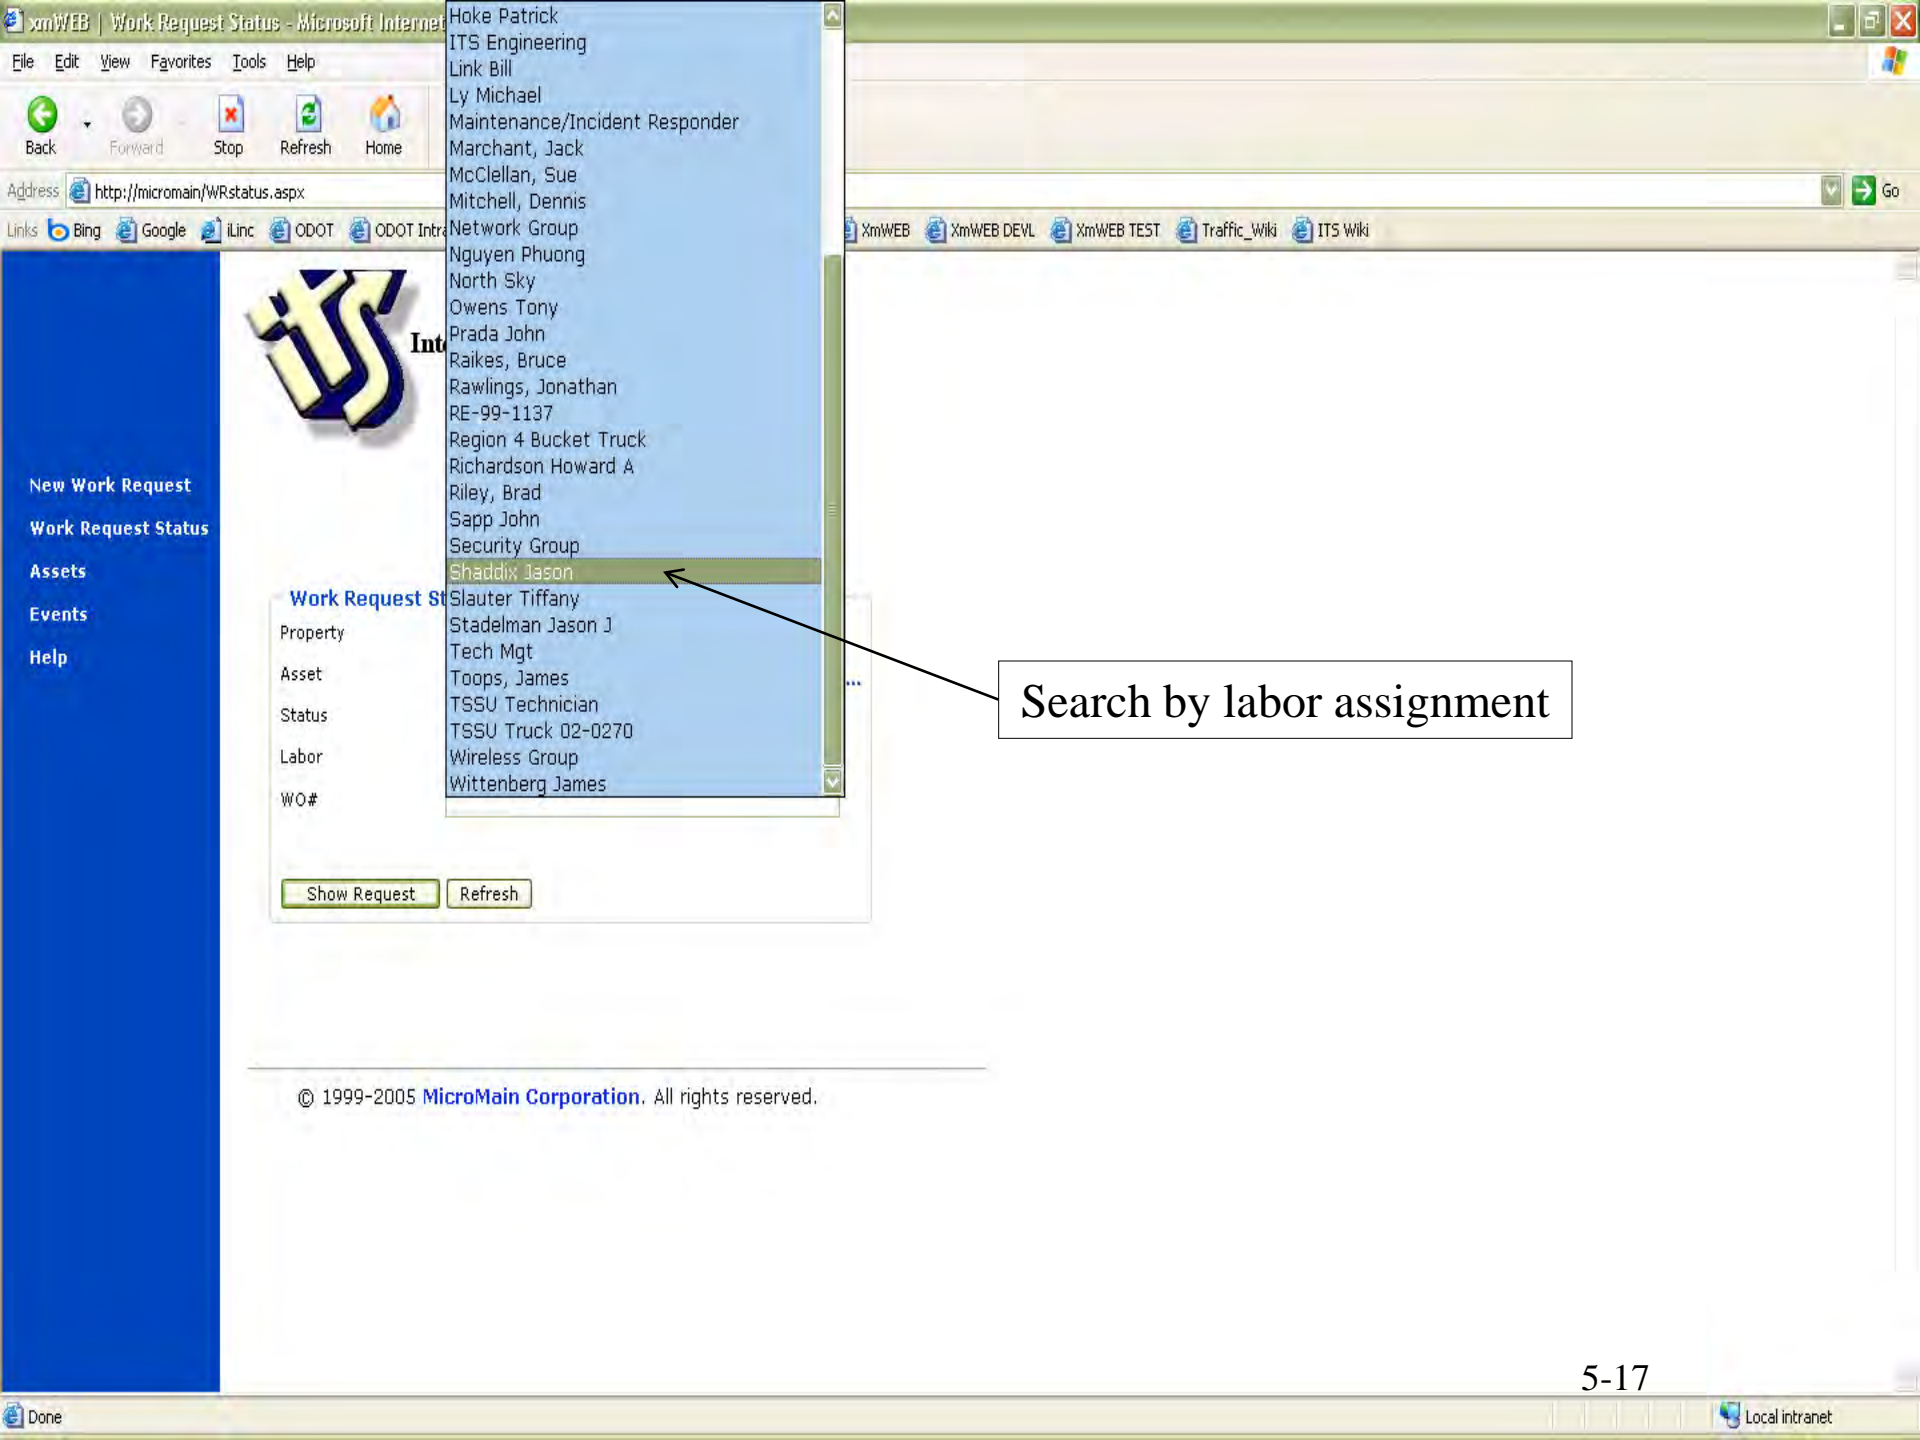 xmWEB | Work Request Status - Microsoft Internet
File Edit View Favorites Tools Help
Back Forward Stop Refresh Home
Address http://micromain/WRstatus.aspx
Go
Links Bing Google iLinc ODOT ODOT Intra
XmWEB XmWEB DEVL XmWEB TEST Traffic_Wiki ITS Wiki
Hoke Patrick
ITS Engineering
Link Bill
Ly Michael
Maintenance/Incident Responder
Marchant, Jack
McClellan, Sue
Mitchell, Dennis
Network Group
Nguyen Phuong
North Sky
Owens Tony
Prada John
Raikes, Bruce
Rawlings, Jonathan
RE-99-1137
Region 4 Bucket Truck
Richardson Howard A
Riley, Brad
Sapp John
Security Group
Shaddix Jason
Slauter Tiffany
Stadelman Jason J
Tech Mgt
Toops, James
TSSU Technician
TSSU Truck 02-0270
Wireless Group
Wittenberg James
its
Inte
New Work Request
Work Request Status
Assets
Events
Help
Work Request St
Property
Asset
...
Status
Labor
WO#
Show Request Refresh
Search by labor assignment
© 1999-2005 MicroMain Corporation. All rights reserved.
5-17
Done
Local intranet